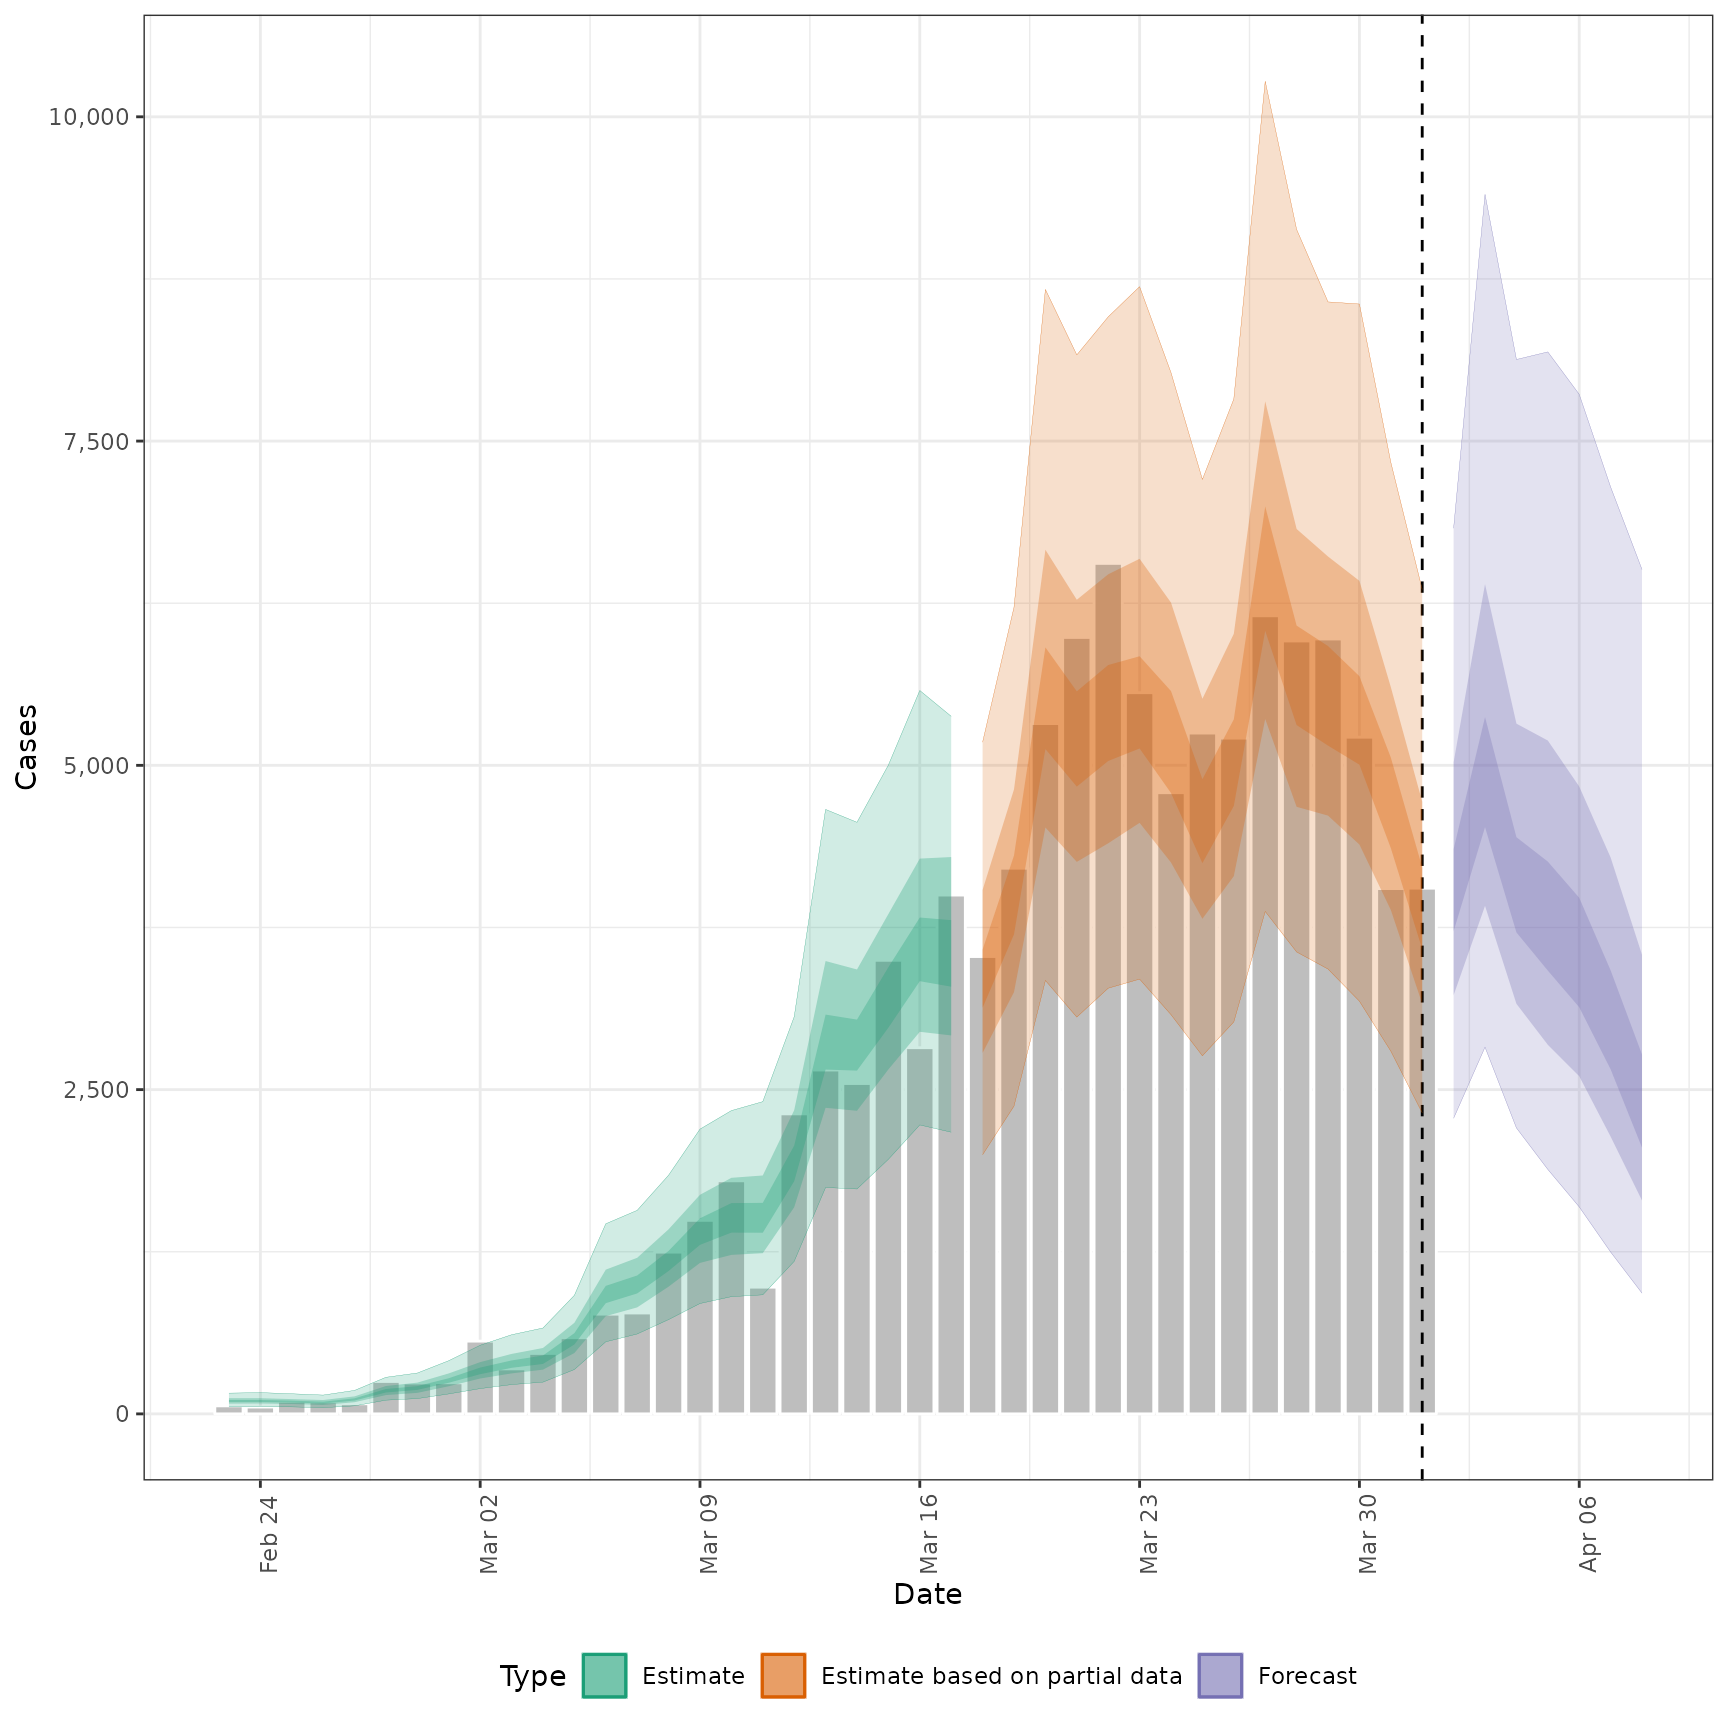 10,000
7,500
5,000
2,500
0
Cases
Feb 24
Mar 02
Mar 09
Mar 16
Mar 23
Mar 30
Apr 06
Date
Type Estimate Estimate based on partial data Forecast